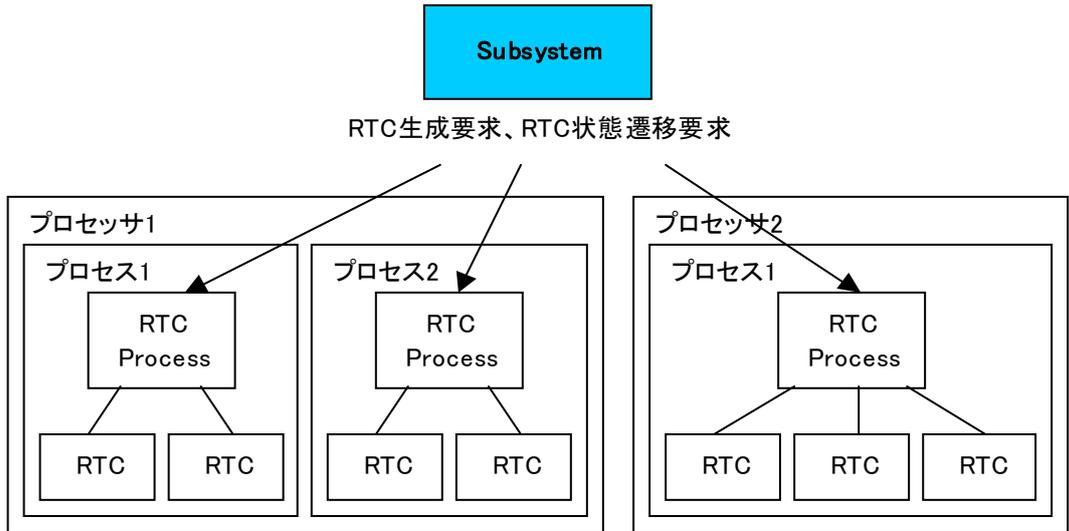 Subsystem
RTC生成要求、RTC状態遷移要求
プロセッサ1
プロセス1
RTC
Process
RTC
RTC
プロセス2
RTC
Process
RTC
RTC
プロセッサ2
プロセス1
RTC
Process
RTC
RTC
RTC